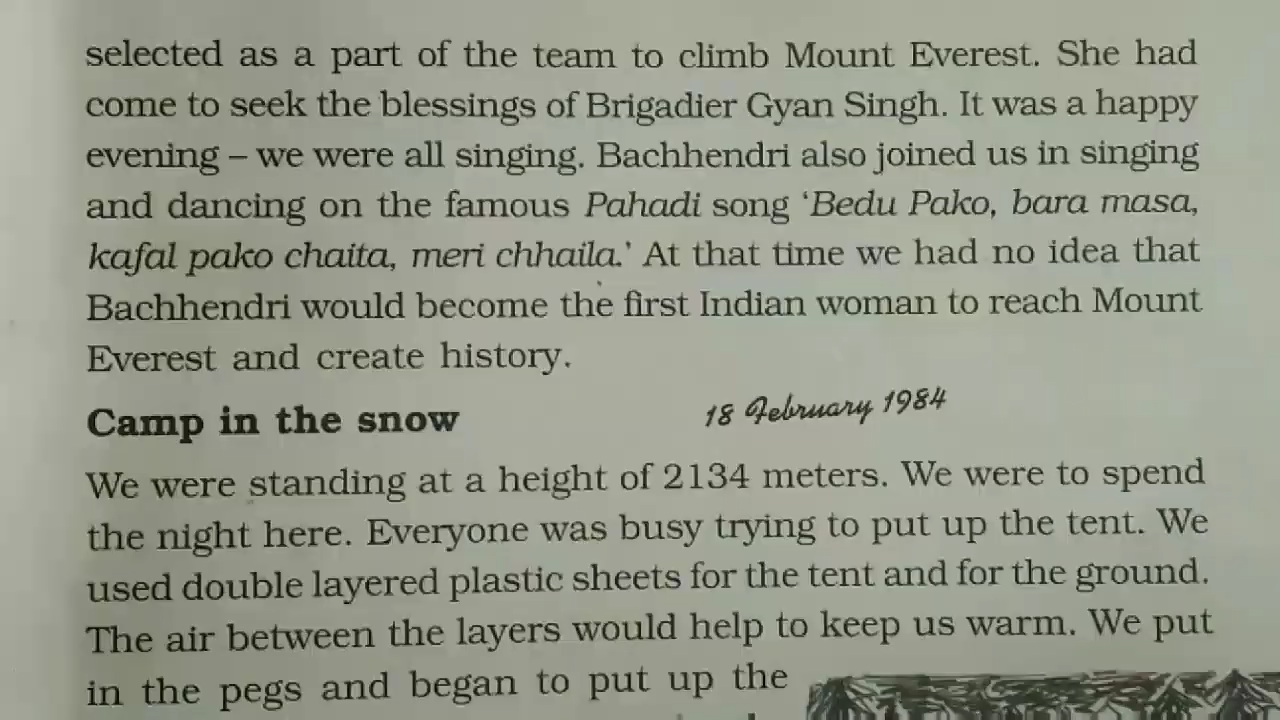 selected as a part of the team to climb Mount Everest. She had
come to seek the blessings of Brigadier Gyan Singh. It was a happy
evening – we were all singing. Bachhendri also joined us in singing
and dancing on the famous Pahadi song ‘Bedu Pako, bara masa,
kafal pako chaita, meri chhaila.’ At that time we had no idea that
Bachhendri would become the first Indian woman to reach Mount
Everest and create history.
Camp in the snow 18 February 1984
We were standing at a height of 2134 meters. We were to spend
the night here. Everyone was busy trying to put up the tent. We
used double layered plastic sheets for the tent and for the ground.
The air between the layers would help to keep us warm. We put
in the pegs and began to put up the